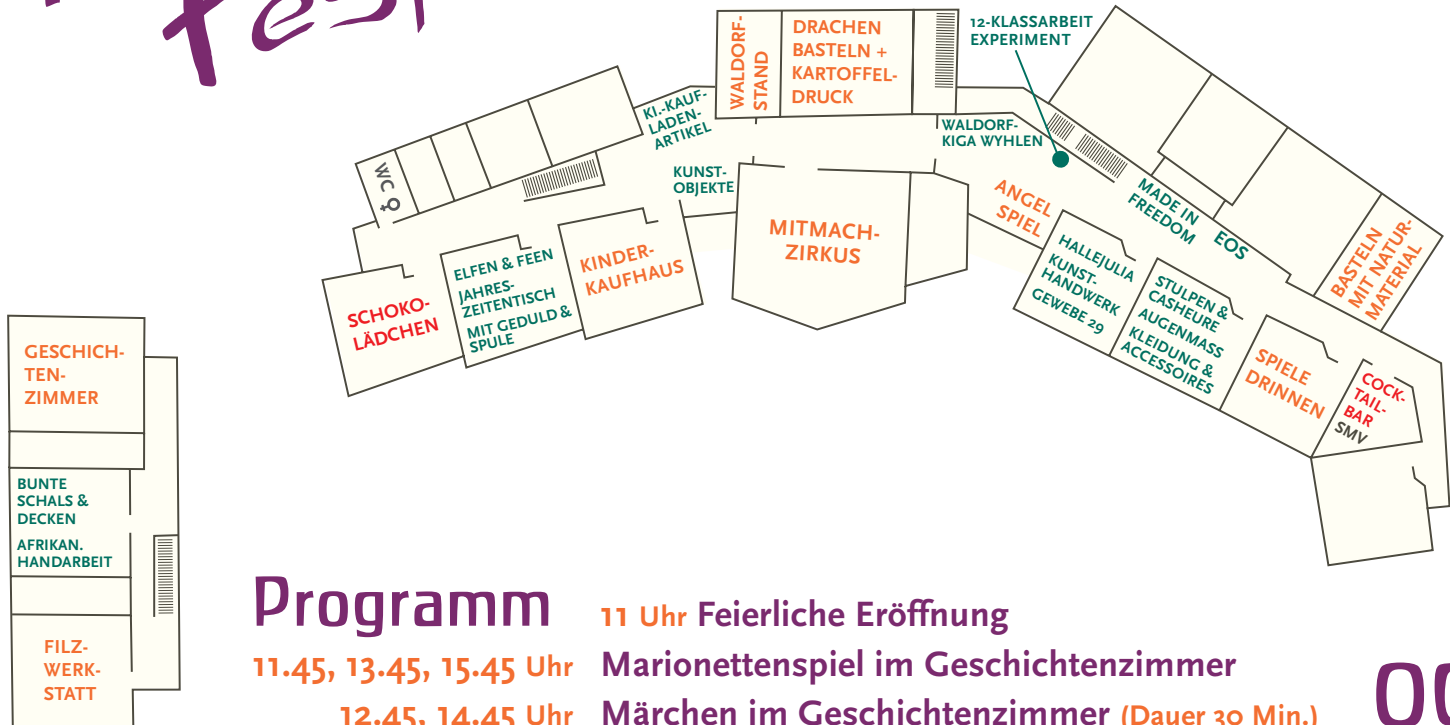 Fest
WALDORF-
STAND
DRACHEN
BASTELN +
KARTOFFEL-
DRUCK
12-KLASSARBEIT
EXPERIMENT
KI.-KAUF-
LADEN-
ARTIKEL
WALDORF-
KIGA WYHLEN
WC ♀
KUNST-
OBJEKTE
MITMACH-
ZIRKUS
ANGEL
SPIEL
MADE IN
FREEDOM
EOS
BASTELN
MIT NATUR-
MATERIAL
SCHOKO-
LÄDCHEN
ELFEN & FEEN
JAHRES-
ZEITENTISCH
MIT GEDULD &
SPULE
KINDER-
KAUFHAUS
HALLEJULIA
KUNST-
HANDWERK
GEWEBE 29
STULPEN &
CASHEURE
AUGENMASS
KLEIDUNG &
ACCESSOIRES
SPIELE
DRINNEN
COCK-
TAIL-
BAR
SMV
GESCHICH-
TEN-
ZIMMER
BUNTE
SCHALS &
DECKEN
AFRIKAN.
HANDARBEIT
FILZ-
WERK-
STATT
Programm
11 Uhr Feierliche Eröffnung
11.45, 13.45, 15.45 Uhr Marionettenspiel im Geschichtenzimmer
12.45, 14.45 Uhr Märchen im Geschichtenzimmer (Dauer 30 Min.)